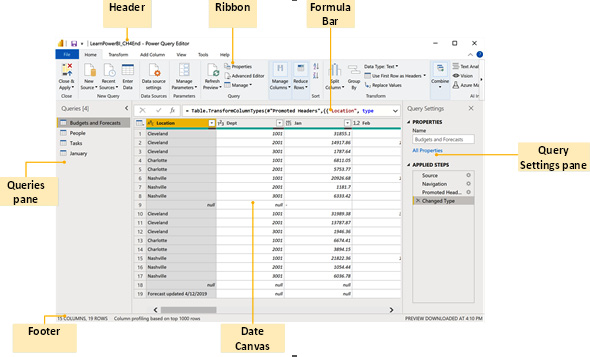 Header
Ribbon
Formula
Bar
LearnPowerBI_CH4End - Power Query Editor
File Home Transform Add Column View Tools Help
Close & Apply New Source Recent Sources Enter Data Data source settings Manage Parameters Refresh Preview Properties Advanced Editor Manage Manage Columns Reduce Rows Sort Split Column Group By Data Type: Text Use First Row as Headers Replace Values Text Anal Vision Azure Ma
Close New Query Data Sources Parameters Query Sort Transform AI In
Queries [4]
= Table.TransformColumnTypes(#"Promoted Headers",{{"Location", type
Query Settings
Budgets and Forecasts
People
Tasks
January
Location Dept Jan 1.2 Feb
1 Cleveland 1001 31855.1
2 Cleveland 2001 14917.86
3 Cleveland 3001 1787.64
4 Charlotte 1001 6811.05
5 Charlotte 2001 5753.77
6 Nashville 1001 20926.68
7 Nashville 2001 1181.7
8 Nashville 3001 6333.42
9 null null
10 Cleveland 1001 31989.38
11 Cleveland 2001 13787.87
12 Cleveland 3001 1946.36
13 Charlotte 1001 6674.41
14 Charlotte 2001 3894.15
15 Nashville 1001 21822.36
16 Nashville 2001 1054.44
17 Nashville 3001 6036.78
18 null null null
19 Forecast updated 4/12/2019 null null
PROPERTIES
Name
Budgets and Forecasts
All Properties
APPLIED STEPS
Source
Navigation
Promoted Head...
Changed Type
Query
Settings pane
Queries
pane
15 COLUMNS, 19 ROWS Column profiling based on top 1000 rows
PREVIEW DOWNLOADED AT 4:10 PM
Footer
Date
Canvas